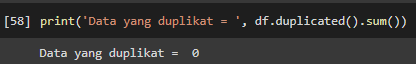 [58] print('Data yang duplikat = ', df.duplicated().sum())
Data yang duplikat =  0